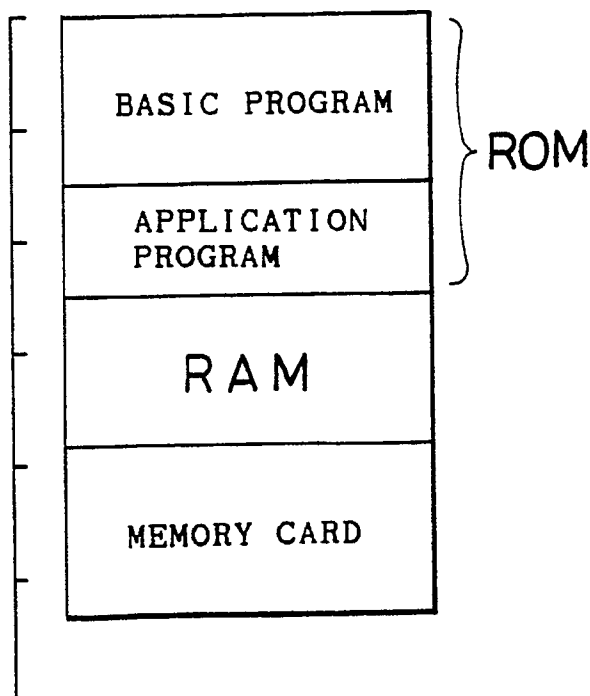 BASIC PROGRAM
ROM
APPLICATION
PROGRAM
RAM
MEMORY CARD